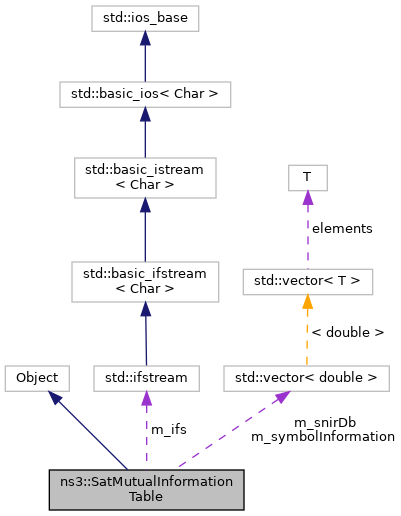 std::ios_base
std::basic_ios< Char >
std::basic_istream
< Char >
T
elements
std::basic_ifstream
< Char >
std::vector< T >
< double >
Object
std::ifstream
std::vector< double >
m_ifs
m_snirDb
m_symbolInformation
ns3::SatMutualInformation
Table